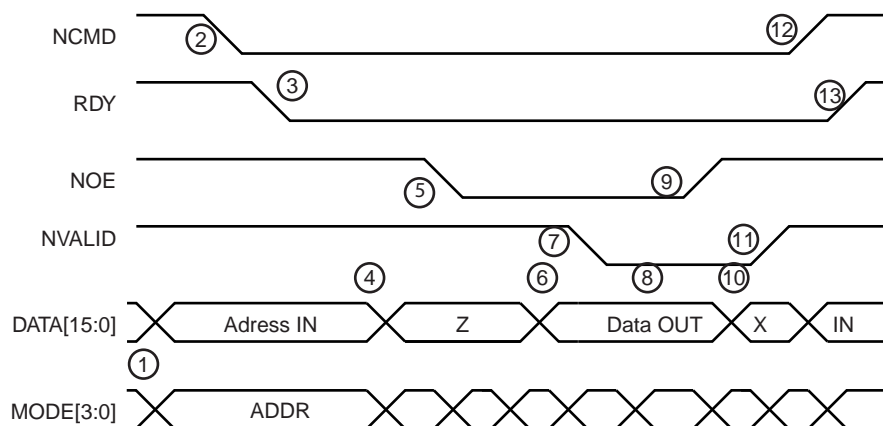 NCMD
2
12
RDY
3
13
NOE
5
9
NVALID
7
11
4
6
8
10
DATA[15:0]
Adress IN
Z
Data OUT
X
IN
1
MODE[3:0]
ADDR